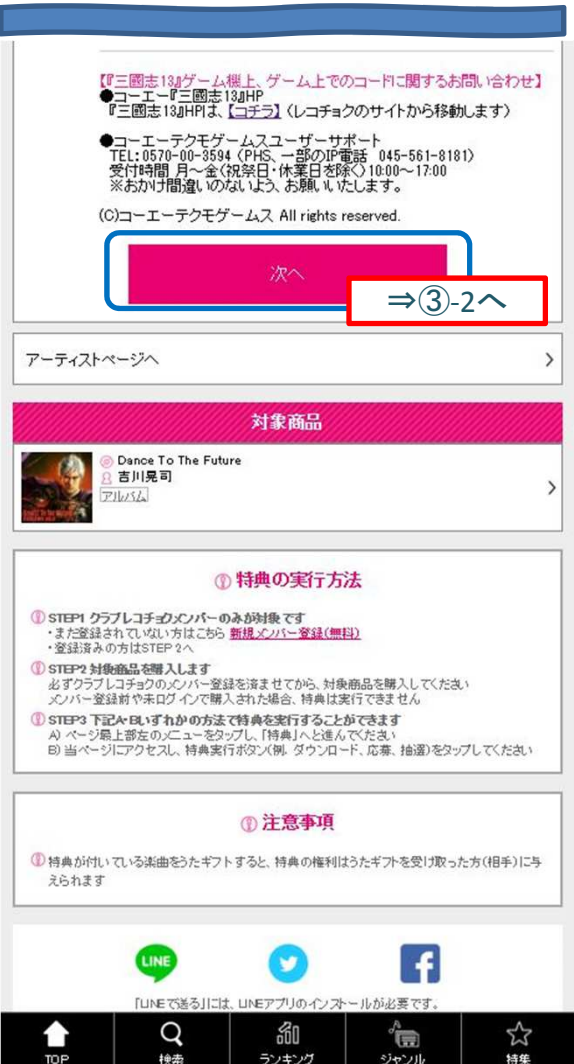 【『三國志13』ゲーム機上、ゲーム上でのコードに関するお問い合わせ】
●コーエー『三國志13』HP
『三國志13』HPは、【コチラ】（レコチョクのサイトから移動します）
●コーエーテクモゲームスユーザーサポート
TEL：0570-00-3594（PHS、一部のIP電話 045-561-8181）
受付時間 月～金（祝祭日・休業日を除く）10:00～17:00
※おかけ間違いのないよう、お願いいたします。
(C)コーエーテクモゲームス All rights reserved.
次へ
⇒③-2へ
アーティストページへ
対象商品
Dance To The Future
吉川晃司
アルバム
特典の実行方法
STEP1 クラブレコチョクメンバーのみが対象です
・まだ登録されていない方はこちら 新規メンバー登録(無料)
・登録済みの方はSTEP2へ
STEP2 対象商品を購入します
必ずクラブレコチョクのメンバー登録を済ませてから、対象商品を購入してください
メンバー登録前や未ログインで購入された場合、特典は実行できません
STEP3 下記A・Bいずれかの方法で特典を実行することができます
A) ページ最上部左のメニューをタップし、「特典」へと進んでください
B) 当ページにアクセスし、特典実行ボタン(例. ダウンロード、応募、抽選)をタップしてください
注意事項
特典が付いている楽曲をうたギフトすると、特典の権利はうたギフトを受け取った方(相手)に与
えられます
LINE
「LINEで送る」には、LINEアプリのインストールが必要です。
TOP
検索
ランキング
ジャンル
特集